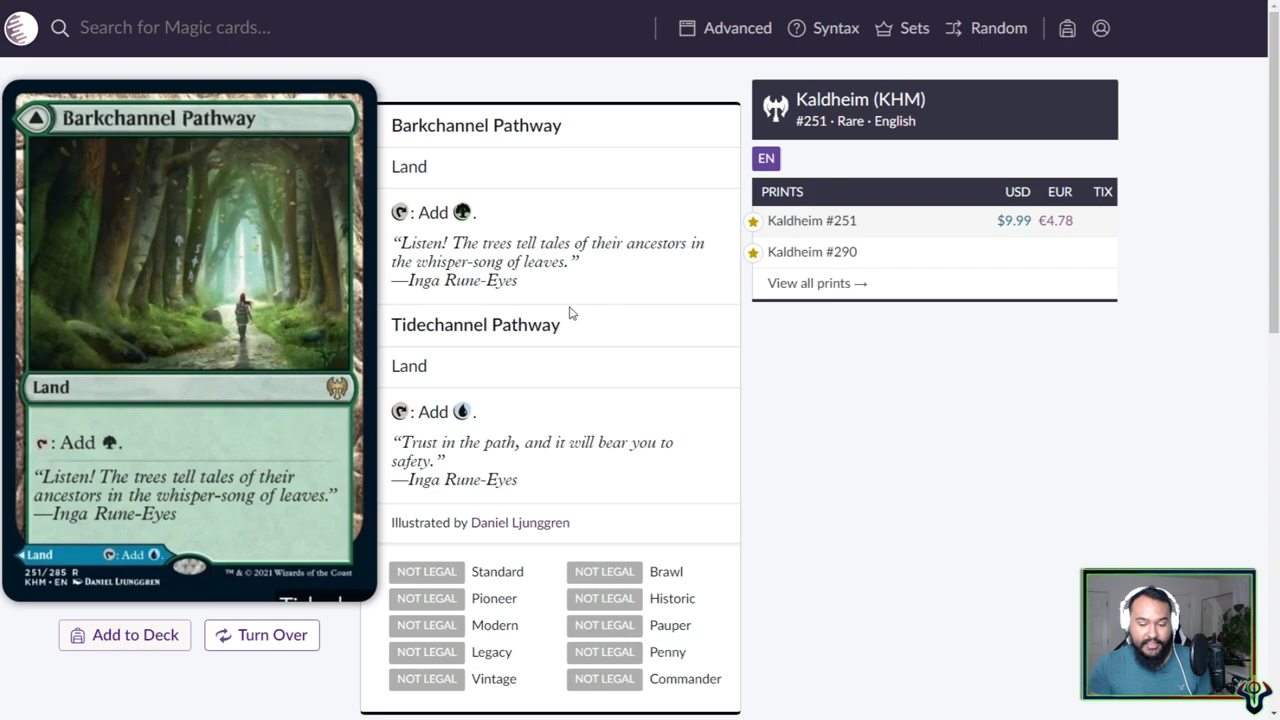 Search for Magic cards...
Advanced
Syntax
Sets
Random
Barkchannel Pathway
Land
: Add .
“Listen! The trees tell tales of their
ancestors in the whisper-song of leaves.”
—Inga Rune-Eyes
Land : Add .
251/285 R
KHM • EN DANIEL LJUNGGREN
™ & © 2021 Wizards of the Coast
Add to Deck
Turn Over
Barkchannel Pathway
Land
: Add .
“Listen! The trees tell tales of their ancestors in
the whisper-song of leaves.”
—Inga Rune-Eyes
Tidechannel Pathway
Land
: Add .
“Trust in the path, and it will bear you to
safety.”
—Inga Rune-Eyes
Illustrated by Daniel Ljunggren
NOT LEGAL Standard NOT LEGAL Brawl
NOT LEGAL Pioneer NOT LEGAL Historic
NOT LEGAL Modern NOT LEGAL Pauper
NOT LEGAL Legacy NOT LEGAL Penny
NOT LEGAL Vintage NOT LEGAL Commander
Kaldheim (KHM)
#251 · Rare · English
EN
PRINTS USD EUR TIX
Kaldheim #251 $9.99 €4.78
Kaldheim #290
View all prints →